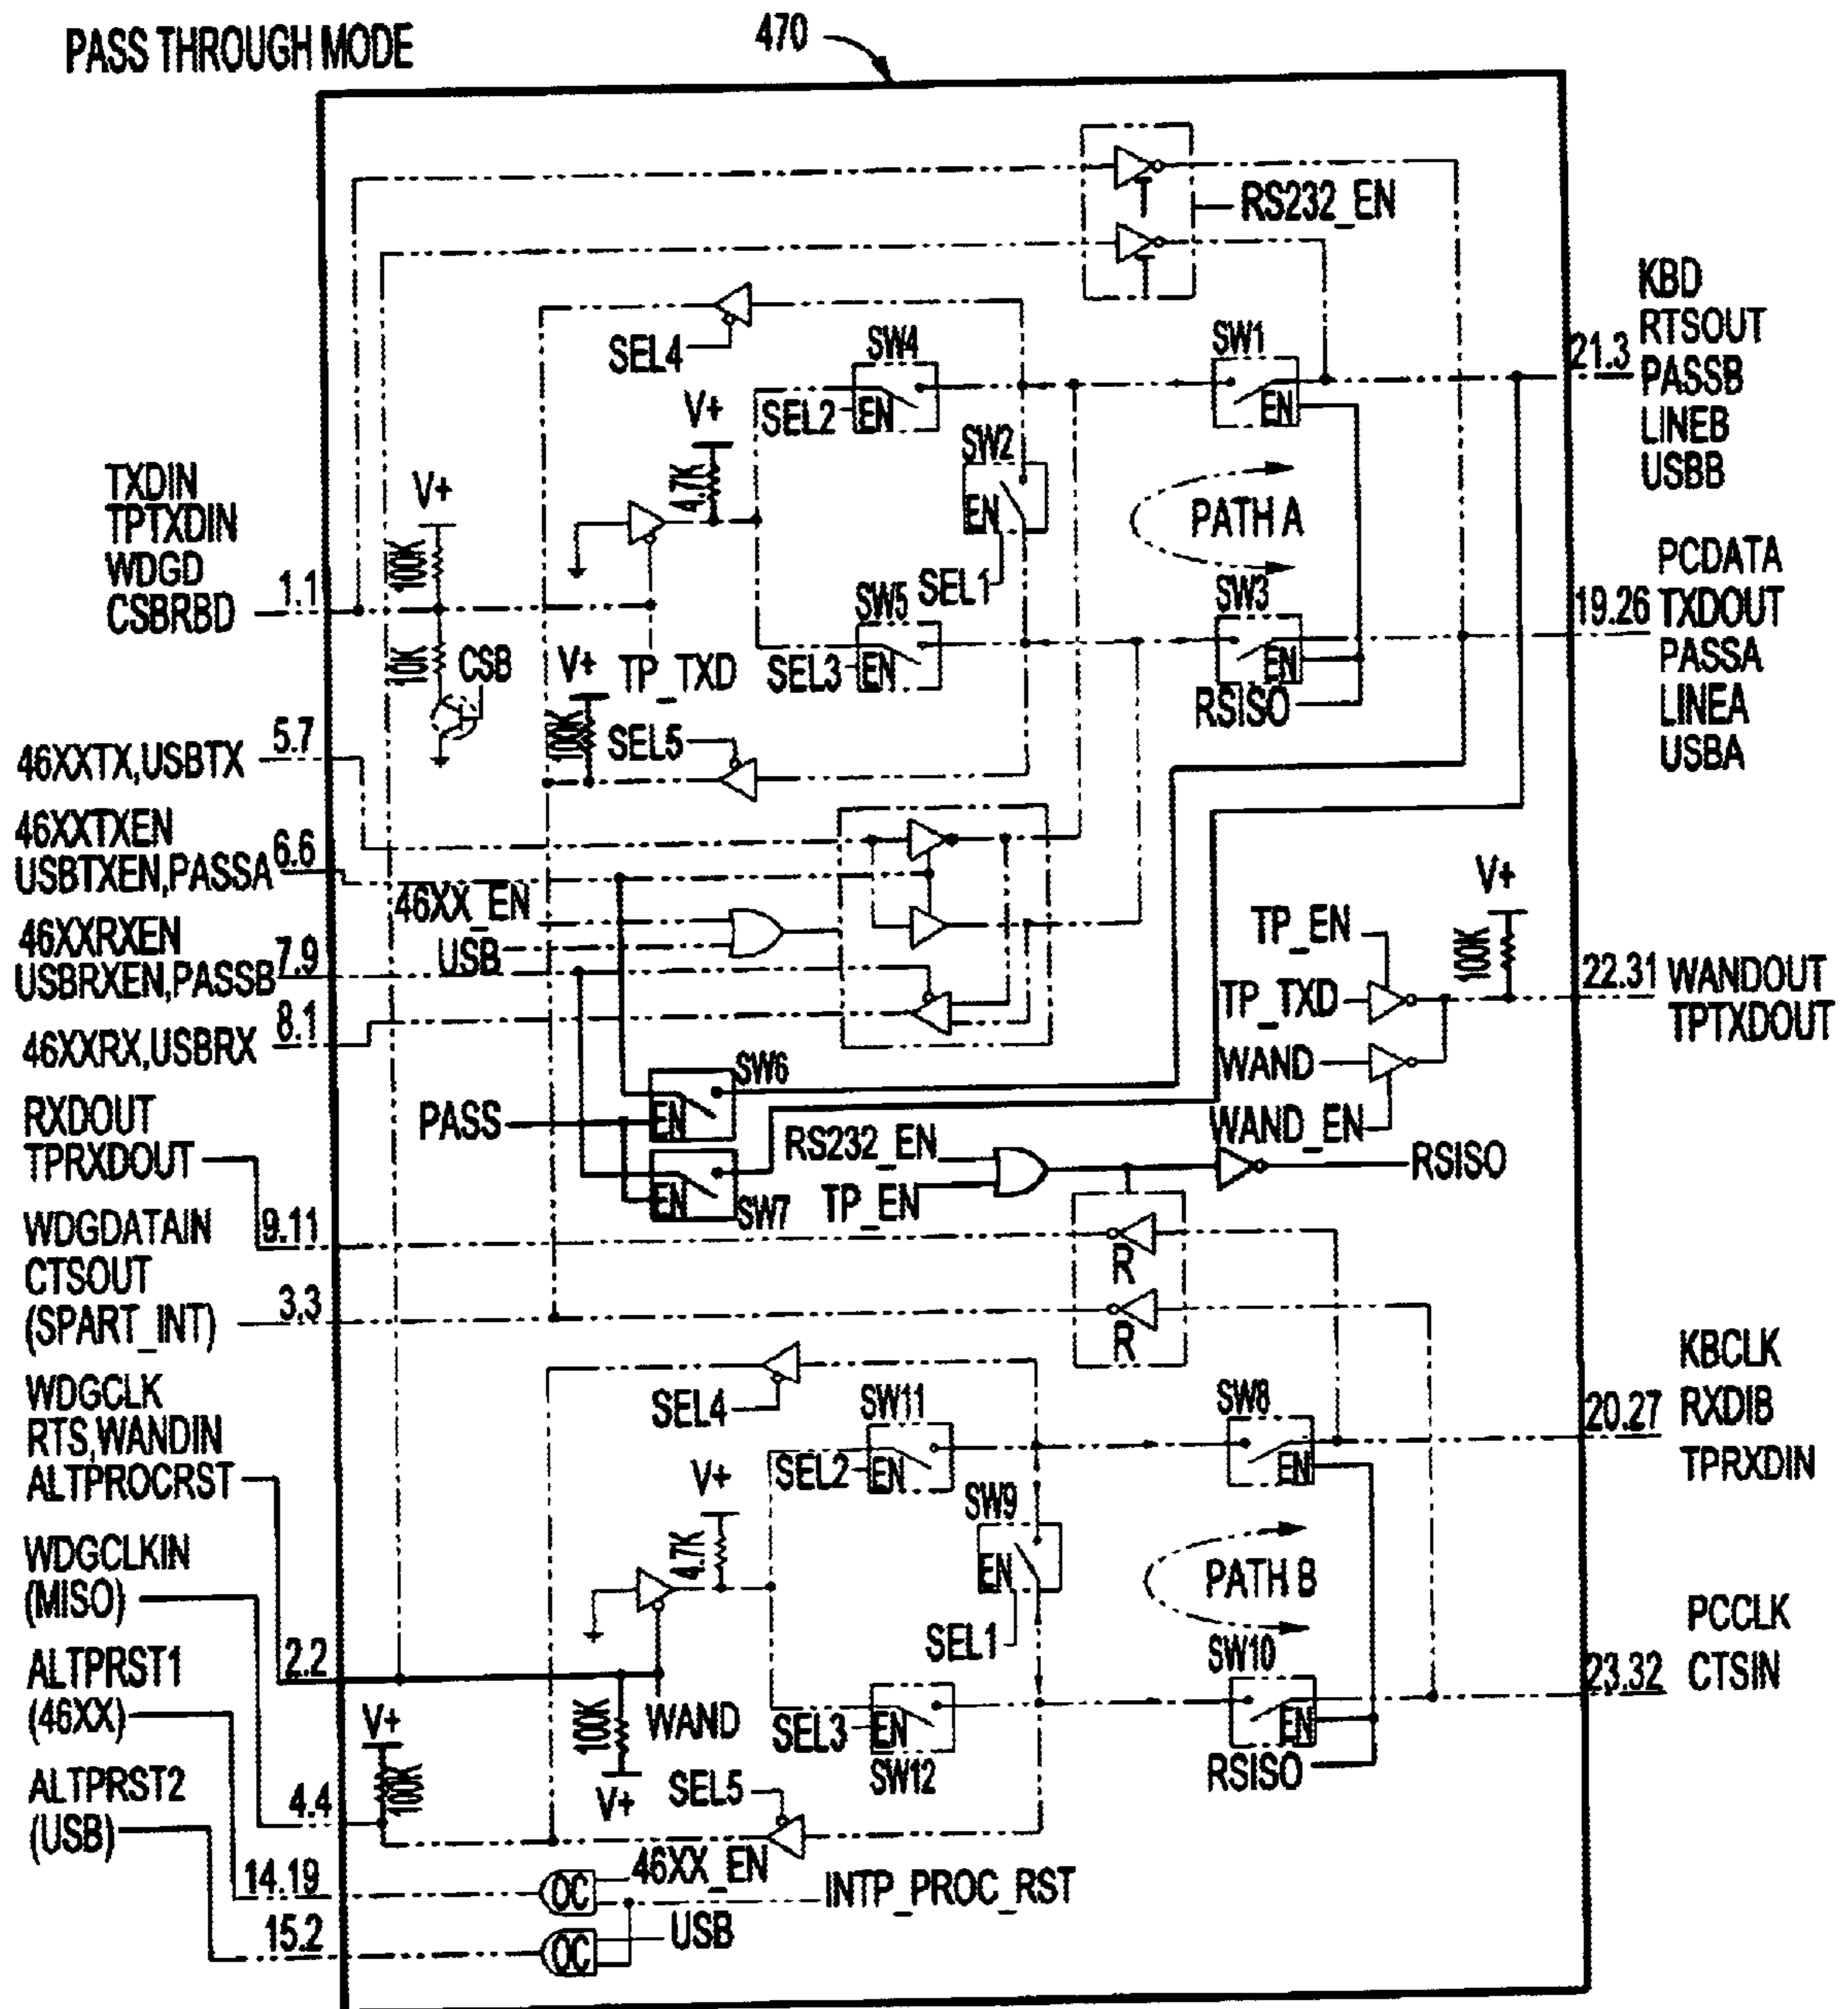 PASS THROUGH MODE
470
RS232_EN
T
T
KBD
RTSOUT
PASSB
LINEB
USBB
21.3
SEL4
SW4
SW1
V+
SEL2
EN
EN
SW2
4.7K
EN
SEL1
PATH A
TXDIN
TPTXDIN
WDGD
CSBRBD
1.1
V+
100K
10K
CSB
TP_TXD
SW5
SEL3
EN
SW3
EN
RSISO
PCDATA
TXDOUT
PASSA
LINEA
USBA
19.26
V+
100K
SEL5
46XXTX,USBTX
5.7
46XXTXEN
USBTXEN,PASSA
6.6
46XX_EN
USB
46XXRXEN
USBRXEN,PASSB
7.9
46XXRX,USBRX
8.1
V+
TP_EN
100K
TP_TXD
WAND
WAND_EN
22.31
WANDOUT
TPTXDOUT
SW6
PASS
EN
EN
SW7
RS232_EN
TP_EN
RSISO
RXDOUT
TPRXDOUT
9.11
R
R
WDGDATAIN
CTSOUT
(SPART_INT)
3.3
SEL4
SW11
SEL2
EN
SW8
EN
20.27
KBCLK
RXDIB
TPRXDIN
WDGCLK
RTS,WANDIN
ALTPROCRST
2.2
V+
4.7K
SW9
EN
SEL1
PATH B
WDGCLKIN
(MISO)
4.4
WAND
100K
V+
V+
100K
SEL3
EN
SW12
SW10
EN
RSISO
23.32
PCCLK
CTSIN
ALTPRST1
(46XX)
14.19
SEL5
46XX_EN
OC
INTP_PROC_RST
ALTPRST2
(USB)
15.2
OC
USB